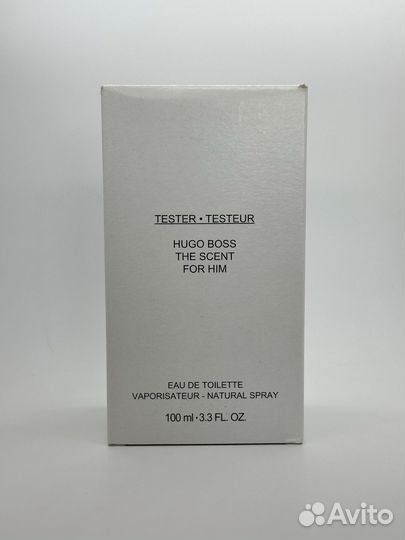 TESTER • TESTEUR
HUGO BOSS
THE SCENT
FOR HIM
EAU DE TOILETTE
VAPORISATEUR - NATURAL SPRAY
100 ml • 3.3 FL. OZ.
Avito